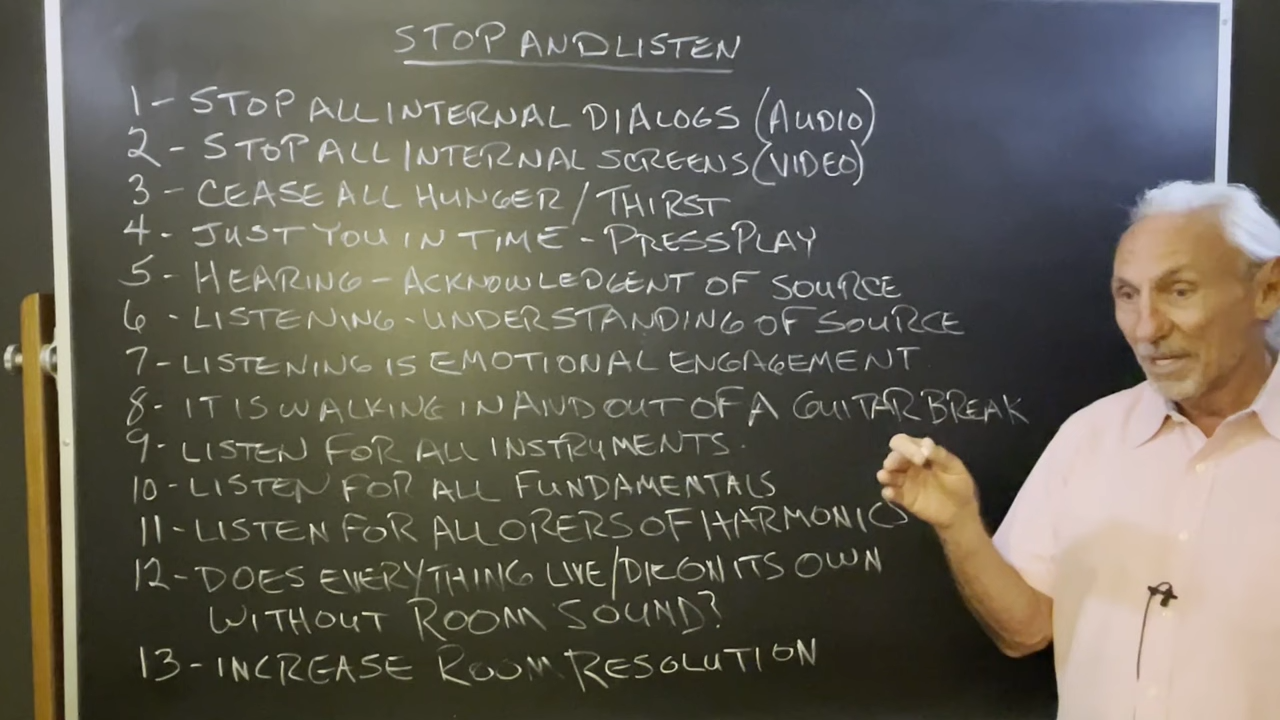 STOP AND LISTEN
1 - STOP ALL INTERNAL DIALOGS (AUDIO)
2 - STOP ALL INTERNAL SCREENS (VIDEO)
3 - CEASE ALL HUNGER / THIRST
4 - JUST YOU IN TIME - PRESS PLAY
5 - HEARING - ACKNOWLEDGENT OF SOURCE
6 - LISTENING - UNDERSTANDING OF SOURCE
7 - LISTENING IS EMOTIONAL ENGAGEMENT
8 - IT IS WALKING IN AND OUT OF A GUITAR BREAK
9 - LISTEN FOR ALL INSTRUMENTS.
10 - LISTEN FOR ALL FUNDAMENTALS
11 - LISTEN FOR ALL ORERS OF HARMONICS
12 - DOES EVERYTHING LIVE/DIE ON ITS OWN
WITHOUT ROOM SOUND?
13 - INCREASE ROOM RESOLUTION